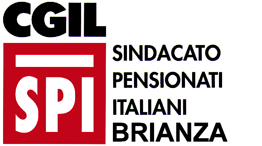 CGIL
SPI
SINDACATO
PENSIONATI
ITALIANI
BRIANZA